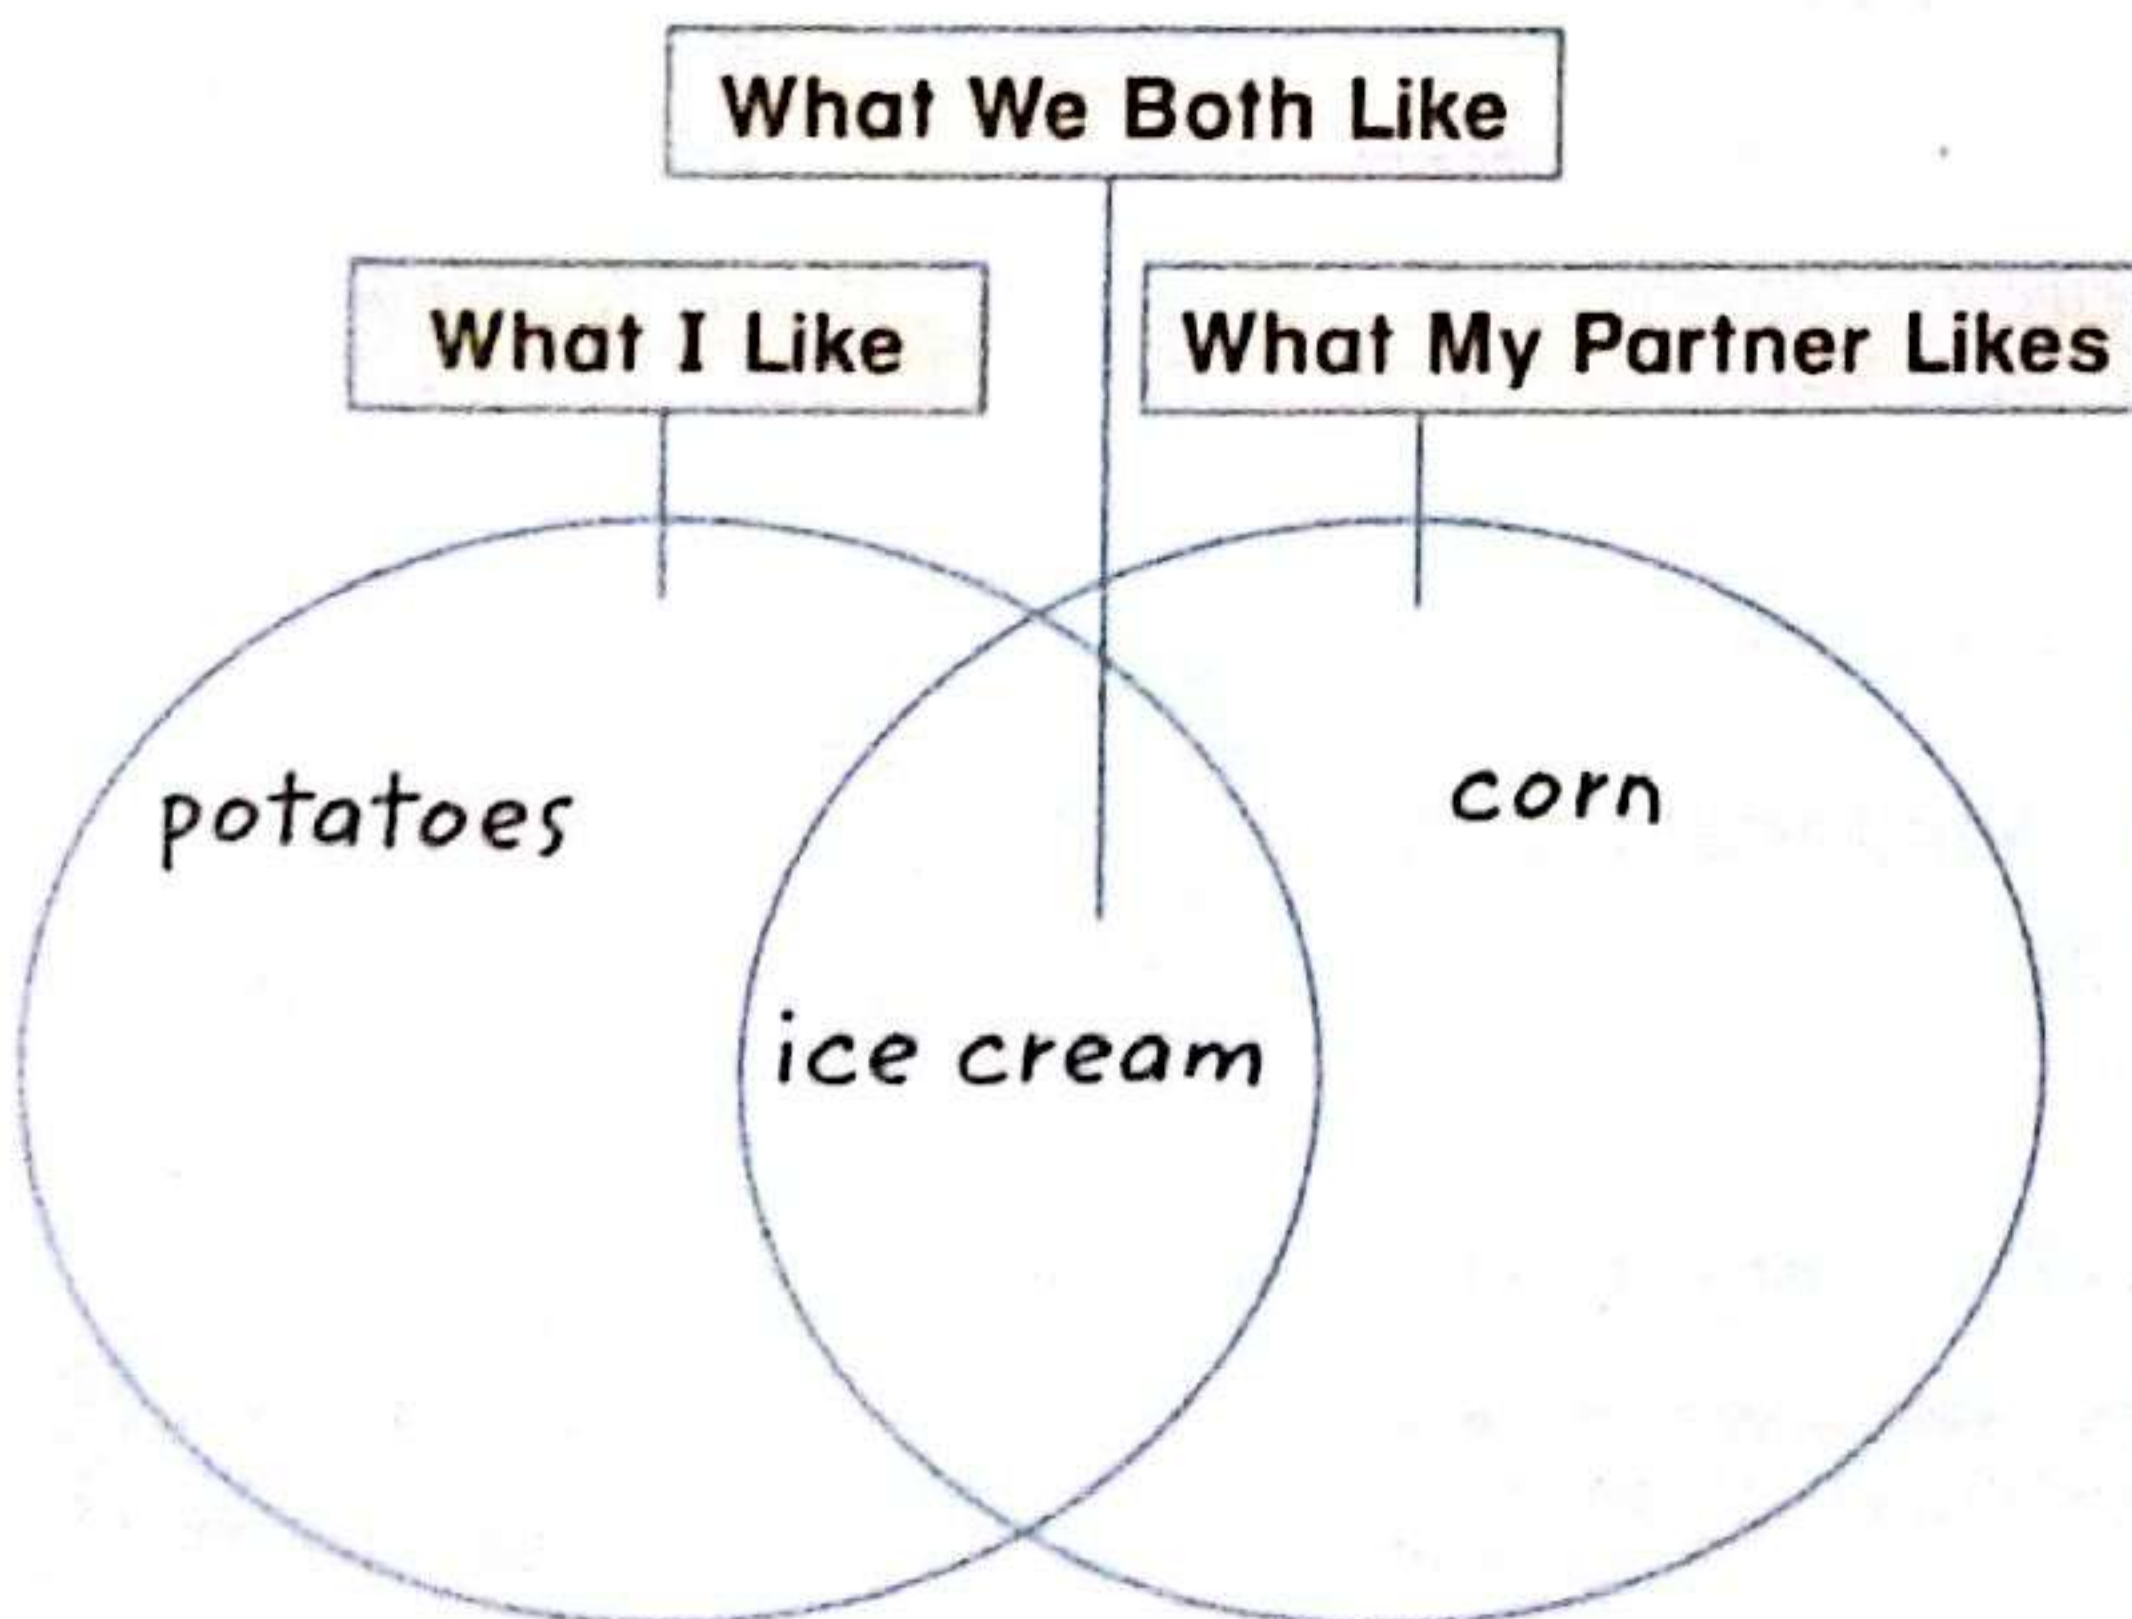 What We Both Like
What I Like
What My Partner Likes
potatoes
corn
ice cream